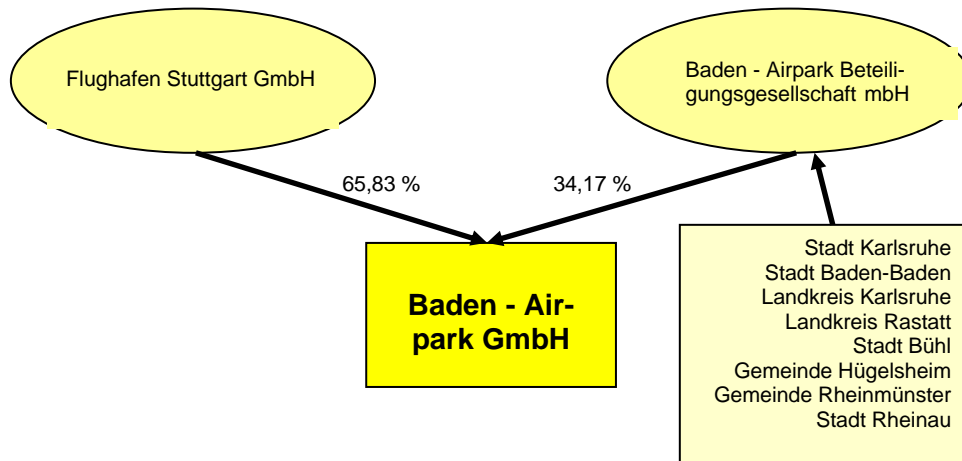 Flughafen Stuttgart GmbH
Baden - Airpark Beteili-
gungsgesellschaft mbH
65,83 %
34,17 %
Baden - Air-
park GmbH
Stadt Karlsruhe
Stadt Baden-Baden
Landkreis Karlsruhe
Landkreis Rastatt
Stadt Bühl
Gemeinde Hügelsheim
Gemeinde Rheinmünster
Stadt Rheinau